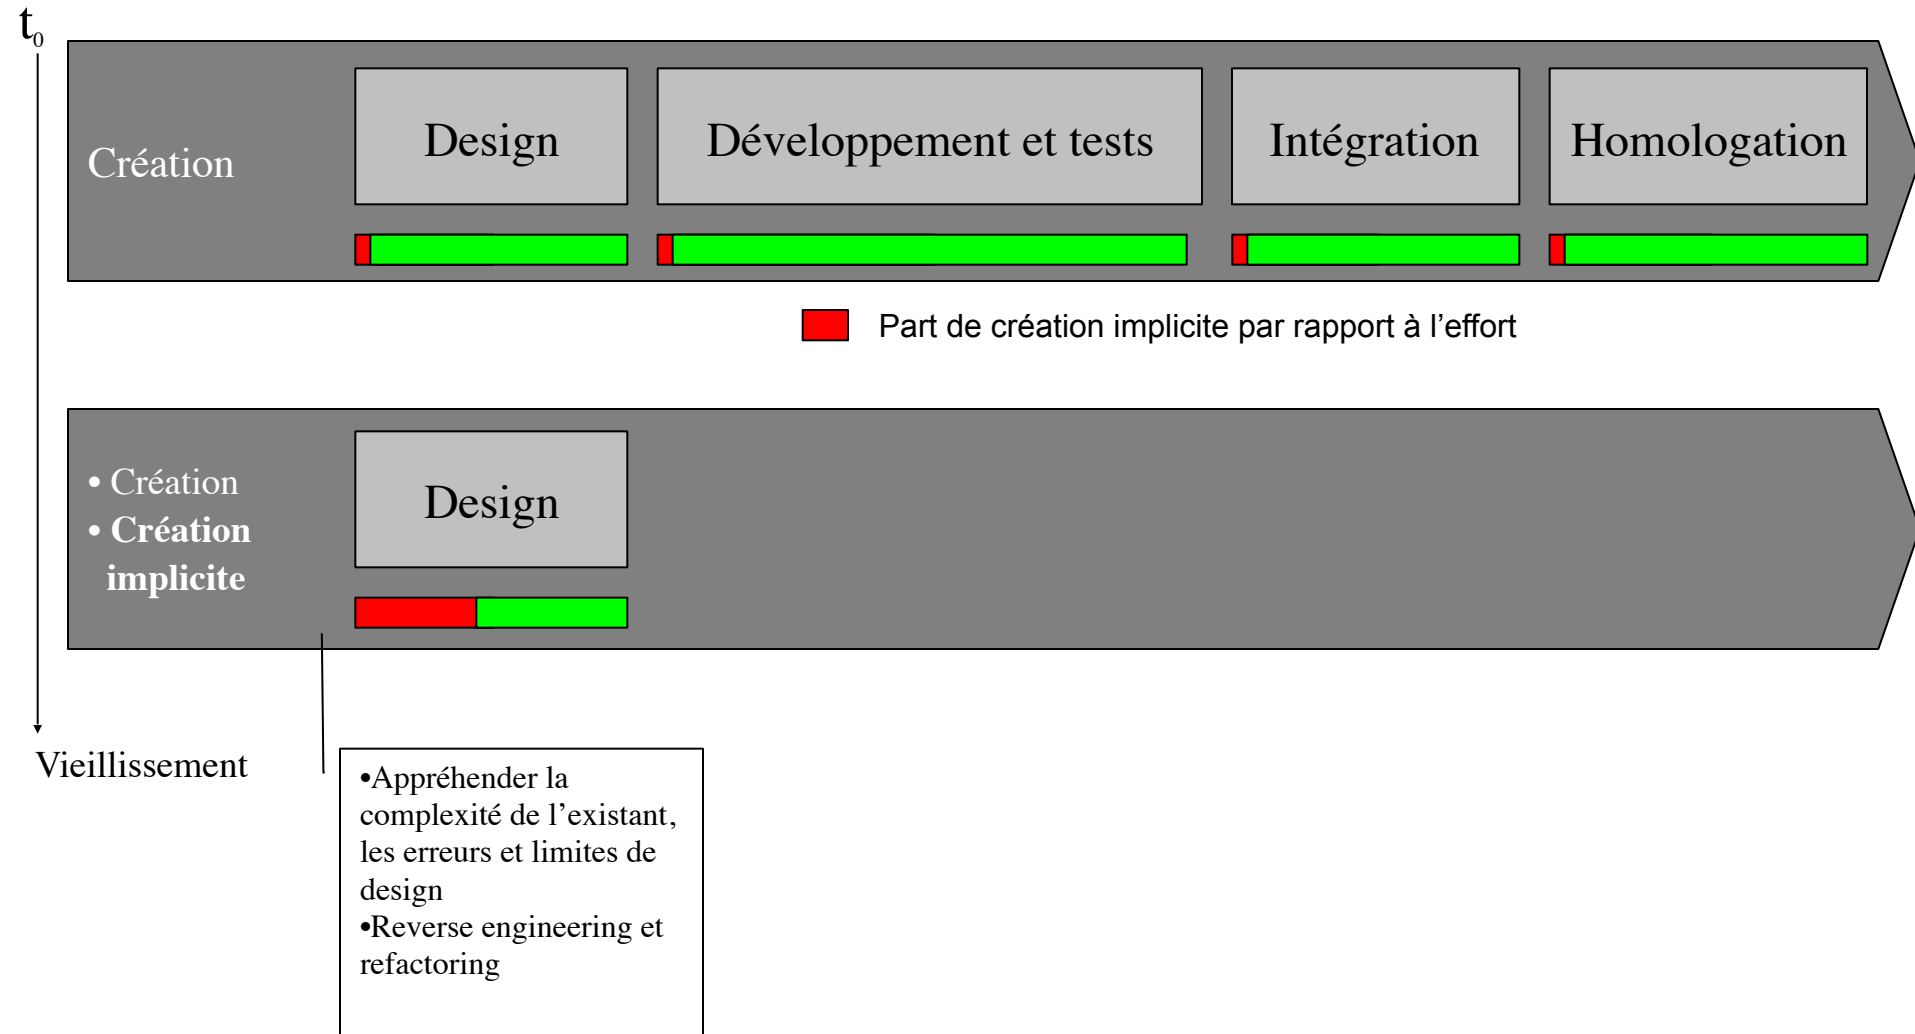 t0
Création
Design
Développement et tests
Intégration
Homologation
Part de création implicite par rapport à l’effort
• Création
• Création
implicite
Design
Vieillissement
•Appréhender la
complexité de l’existant,
les erreurs et limites de
design
•Reverse engineering et
refactoring